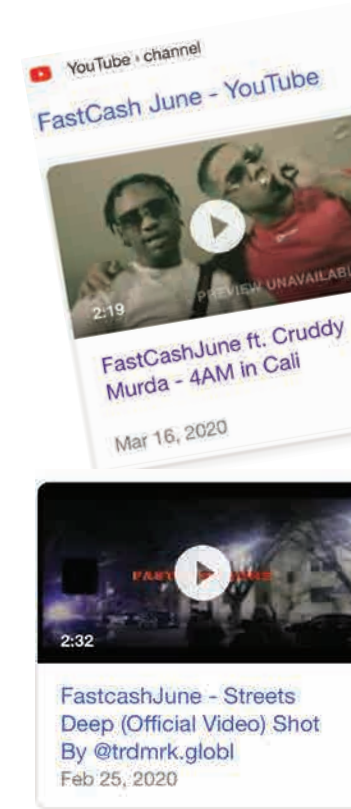 YouTube › channel
FastCash June - YouTube
PREVIEW UNAVAILABL
2:19
FastCashJune ft. Cruddy
Murda - 4AM in Cali
Mar 16, 2020
2:32
FastcashJune - Streets
Deep (Official Video) Shot
By @trdmrk.globl
Feb 25, 2020